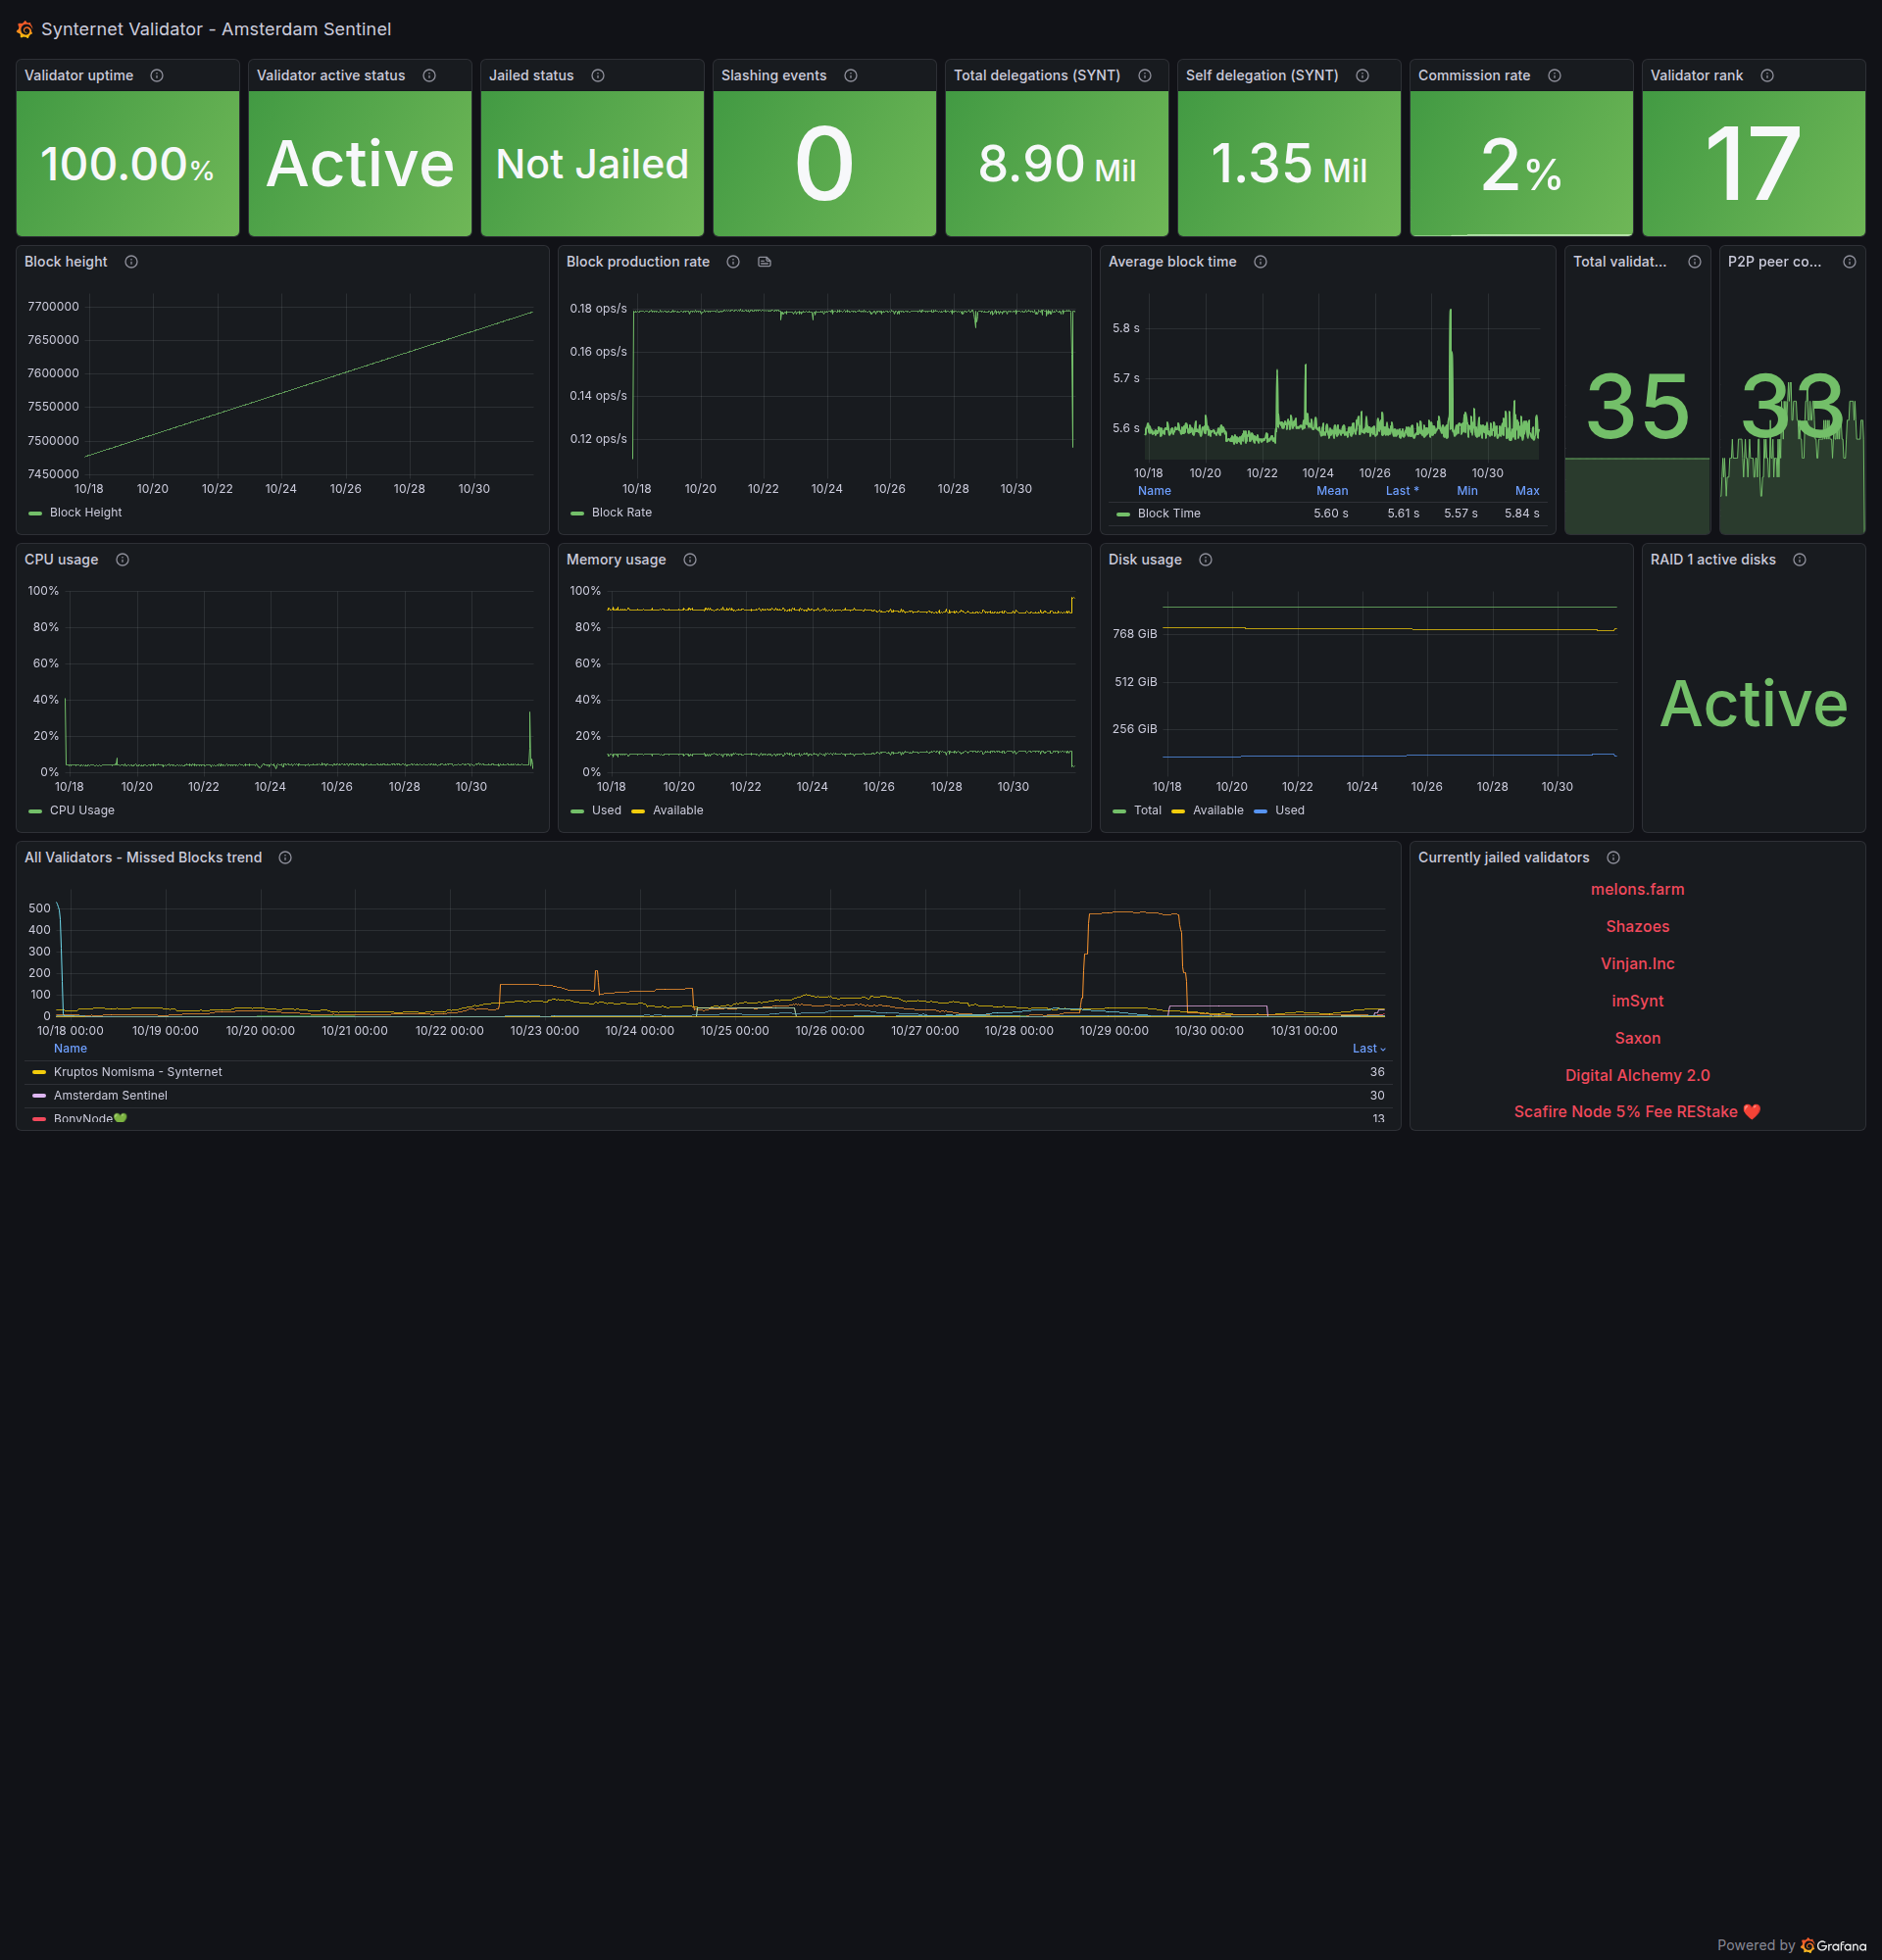 Synternet Validator - Amsterdam Sentinel
Validator uptime
100.00%
Validator active status
Active
Jailed status
Not Jailed
Slashing events
0
Total delegations (SYNT)
8.90 Mil
Self delegation (SYNT)
1.35 Mil
Commission rate
2%
Validator rank
17
Block height
7700000
7650000
7600000
7550000
7500000
7450000
10/18 10/20 10/22 10/24 10/26 10/28 10/30
Block Height
Block production rate
0.18 ops/s
0.16 ops/s
0.14 ops/s
0.12 ops/s
10/18 10/20 10/22 10/24 10/26 10/28 10/30
Block Rate
Average block time
5.8 s
5.7 s
5.6 s
10/18 10/20 10/22 10/24 10/26 10/28 10/30
Name Mean Last * Min Max
Block Time 5.60 s 5.61 s 5.57 s 5.84 s
Total validat...
35
P2P peer co...
33
CPU usage
100%
80%
60%
40%
20%
0%
10/18 10/20 10/22 10/24 10/26 10/28 10/30
CPU Usage
Memory usage
100%
80%
60%
40%
20%
0%
10/18 10/20 10/22 10/24 10/26 10/28 10/30
Used Available
Disk usage
768 GiB
512 GiB
256 GiB
10/18 10/20 10/22 10/24 10/26 10/28 10/30
Total Available Used
RAID 1 active disks
Active
All Validators - Missed Blocks trend
500
400
300
200
100
0
10/18 00:00 10/19 00:00 10/20 00:00 10/21 00:00 10/22 00:00 10/23 00:00 10/24 00:00 10/25 00:00 10/26 00:00 10/27 00:00 10/28 00:00 10/29 00:00 10/30 00:00 10/31 00:00
Name Last
Kruptos Nomisma - Synternet 36
Amsterdam Sentinel 30
BonyNode💚 13
Currently jailed validators
melons.farm
Shazoes
Vinjan.Inc
imSynt
Saxon
Digital Alchemy 2.0
Scafire Node 5% Fee REStake ❤️
Powered by Grafana